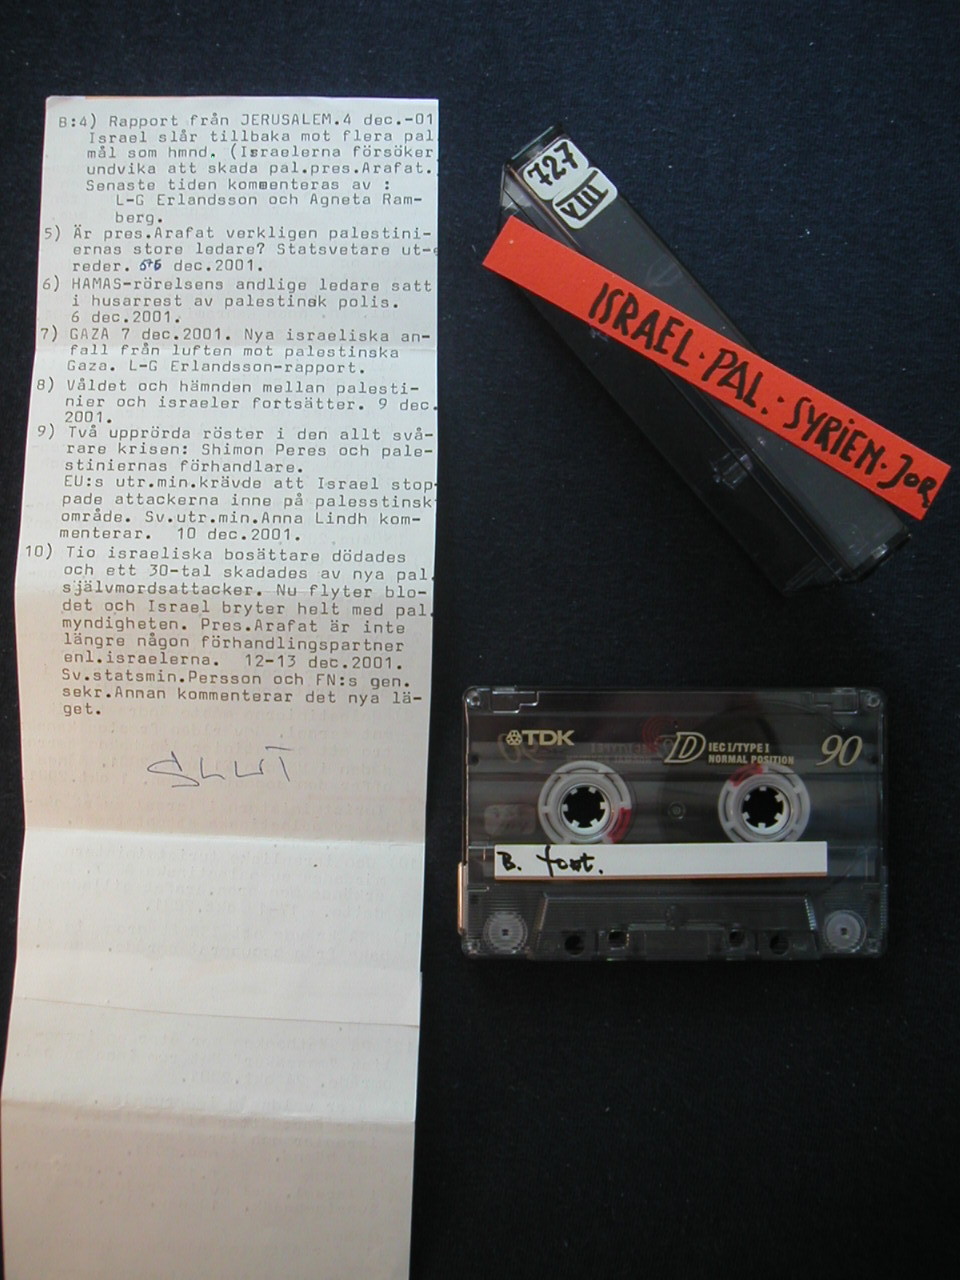 B:4) Rapport från JERUSALEM.4 dec.-01
Israel slår tillbaka mot flera pal
mål som hmnd. (Israelerna försöker
undvika att skada pal.pres.Arafat.
Senaste tiden kommenteras av :
L-G Erlandsson och Agneta Ram-
berg.
5) Är pres.Arafat verkligen palestini-
ernas store ledare? Statsvetare ut-
reder. 5+6 dec.2001.
6) HAMAS-rörelsens andlige ledare satt
i husarrest av palestinsk polis.
6 dec.2001.
7) GAZA 7 dec.2001. Nya israeliska an-
fall från luften mot palestinska
Gaza. L-G Erlandsson-rapport.
8) Våldet och hämnden mellan palesti-
nier och israeler fortsätter. 9 dec.
2001.
9) Två upprörda röster i den allt svå-
rare krisen: Shimon Peres och pale-
stiniernas förhandlare.
EU:s utr.min.krävde att Israel stop-
pade attackerna inne på palesstinsk
område. Sv.utr.min.Anna Lindh kom-
menterar. 10 dec.2001.
10) Tio israeliska bosättare dödades
och ett 30-tal skadades av nya pal.
självmordsattacker. Nu flyter blo-
det och Israel bryter helt med pal.
myndigheten. Pres.Arafat är inte
längre någon förhandlingspartner
enl.israelerna. 12-13 dec.2001.
Sv.statsmin.Persson och FN:s gen.
sekr.Annan kommenterar det nya lä-
get.
SLUT
727
VIII
ISRAEL·PAL.·SYRIEN·JOR
TDK
D IEC I/TYPE I
NORMAL POSITION
90
B. fort.